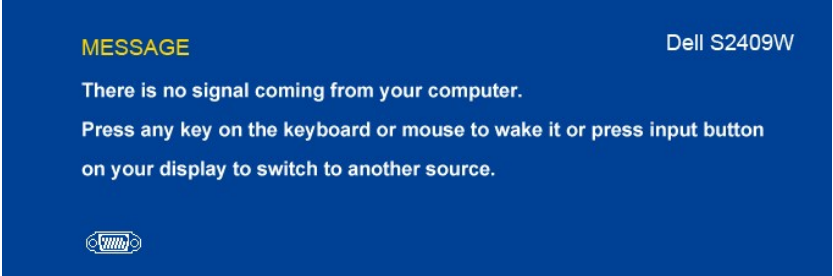 MESSAGE
Dell S2409W
There is no signal coming from your computer.
Press any key on the keyboard or mouse to wake it or press input button
on your display to switch to another source.